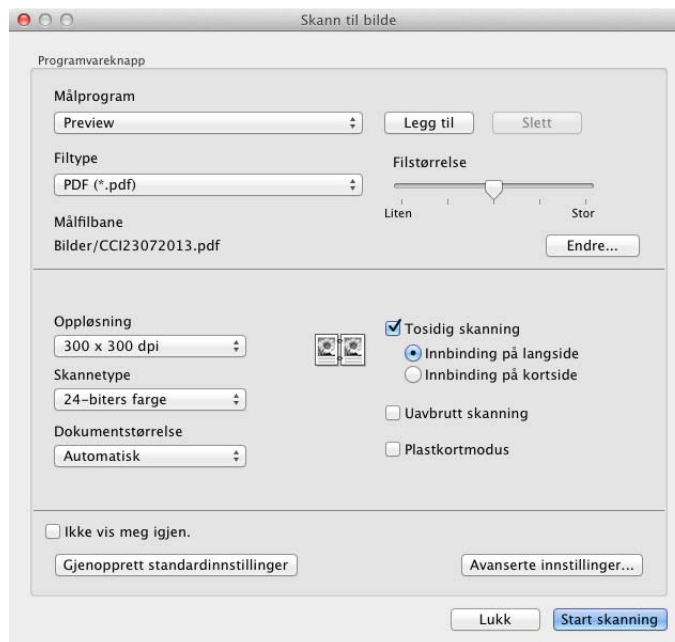 Skann til bilde
Programvareknapp
Målprogram
Preview
Legg til
Slett
Filtype
Filstørrelse
PDF (*.pdf)
Liten
Stor
Målfilbane
Bilder/CCI23072013.pdf
Endre...
Oppløsning
Tosidig skanning
300 x 300 dpi
Innbinding på langside
Skannetype
Innbinding på kortside
24-biters farge
Uavbrutt skanning
Dokumentstørrelse
Automatisk
Plastkortmodus
Ikke vis meg igjen.
Gjenopprett standardinnstillinger
Avanserte innstillinger...
Lukk
Start skanning